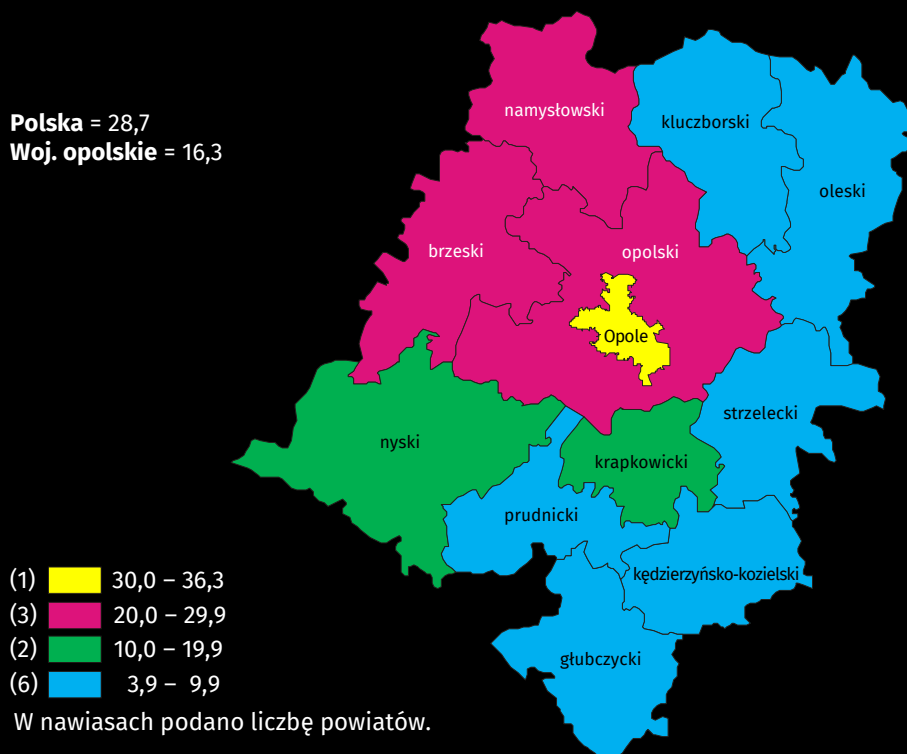 Polska = 28,7
Woj. opolskie = 16,3
namysłowski
kluczborski
oleski
brzeski
opolski
Opole
strzelecki
nyski
krapkowicki
prudnicki
kędzierzyńsko-kozielski
głubczycki
(1) 30,0 – 36,3
(3) 20,0 – 29,9
(2) 10,0 – 19,9
(6) 3,9 – 9,9
W nawiasach podano liczbę powiatów.